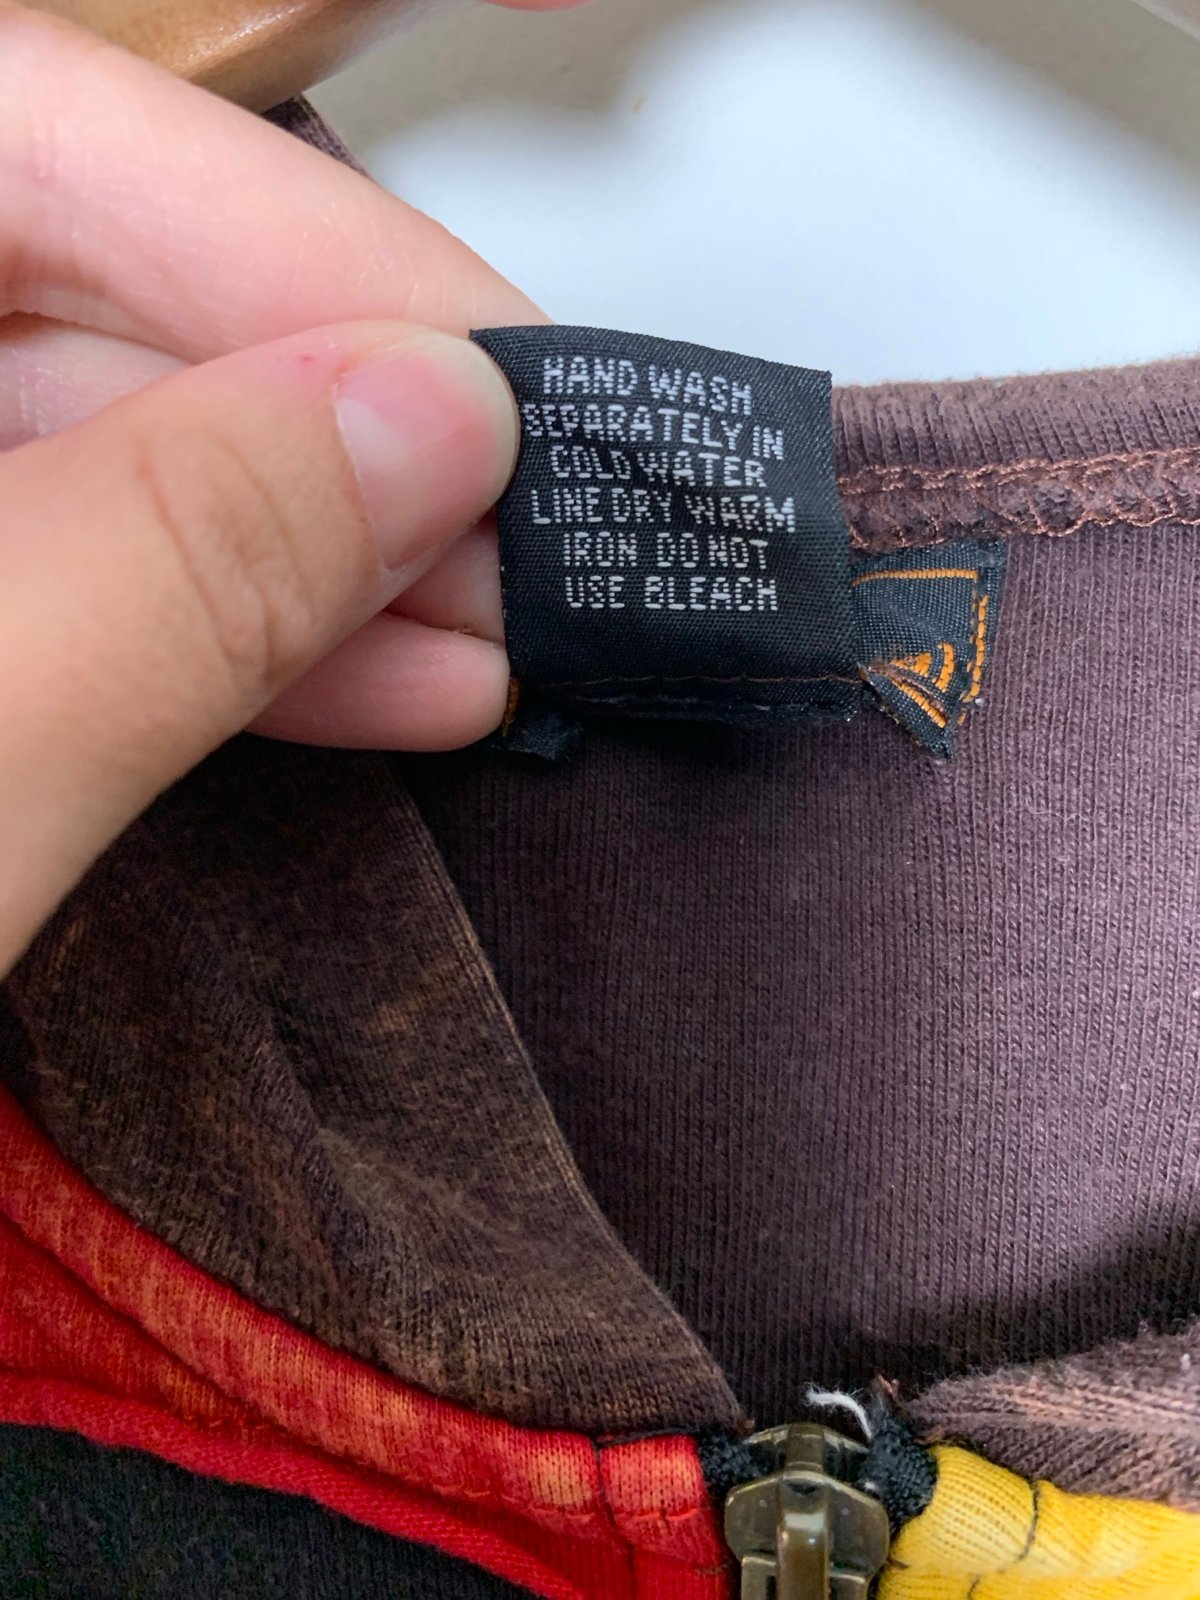 HAND WASH
SEPARATELY IN
COLD WATER
LINE DRY WARM
IRON DO NOT
USE BLEACH